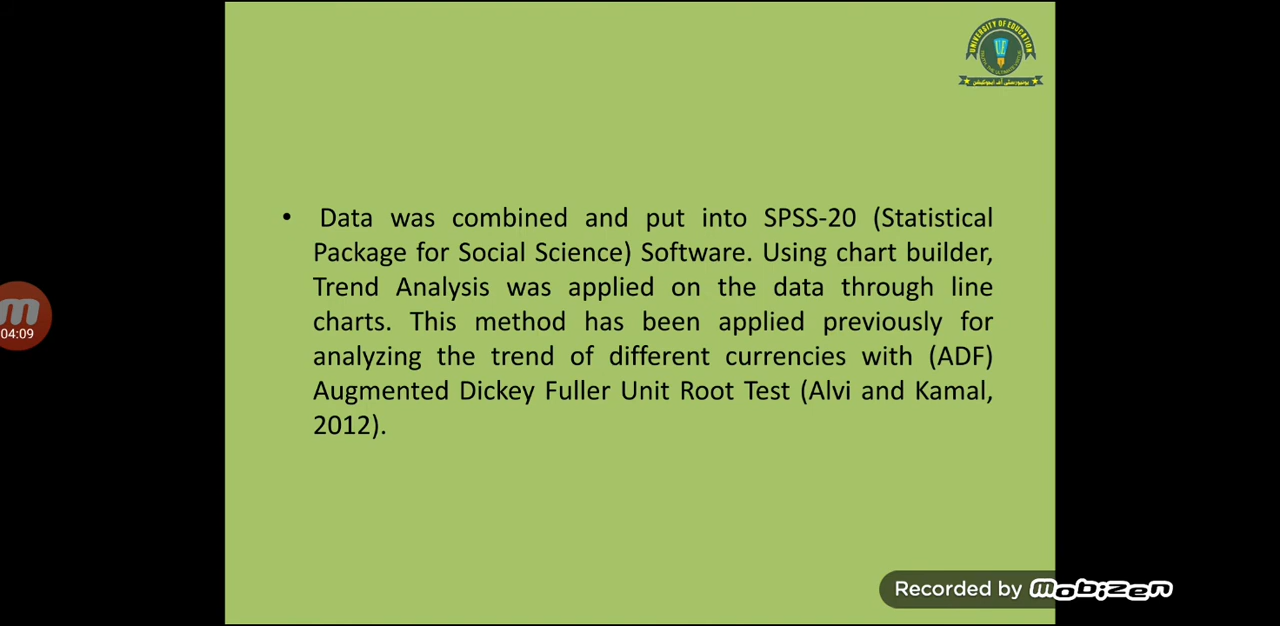 UNIVERSITY OF EDUCATION
یونیورسٹی آف ایجوکیشن
• Data was combined and put into SPSS-20 (Statistical
Package for Social Science) Software. Using chart builder,
Trend Analysis was applied on the data through line
charts. This method has been applied previously for
analyzing the trend of different currencies with (ADF)
Augmented Dickey Fuller Unit Root Test (Alvi and Kamal,
2012).
04:09
Recorded by mobizen